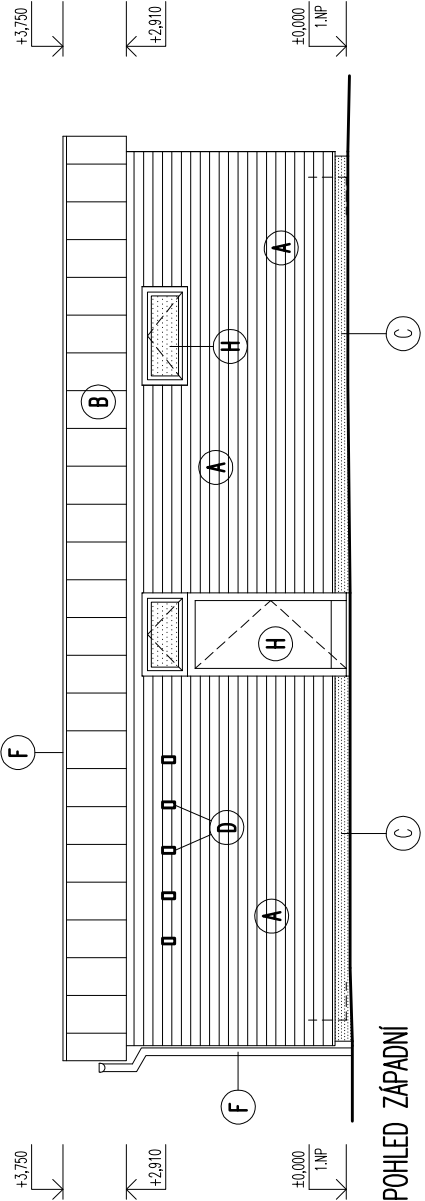 +3,750
F
+3,750
B
+2,910
+2,910
A
F
D
H
A
H
A
±0,000
±0,000
1.NP
1.NP
POHLED ZÁPADNÍ
C
C